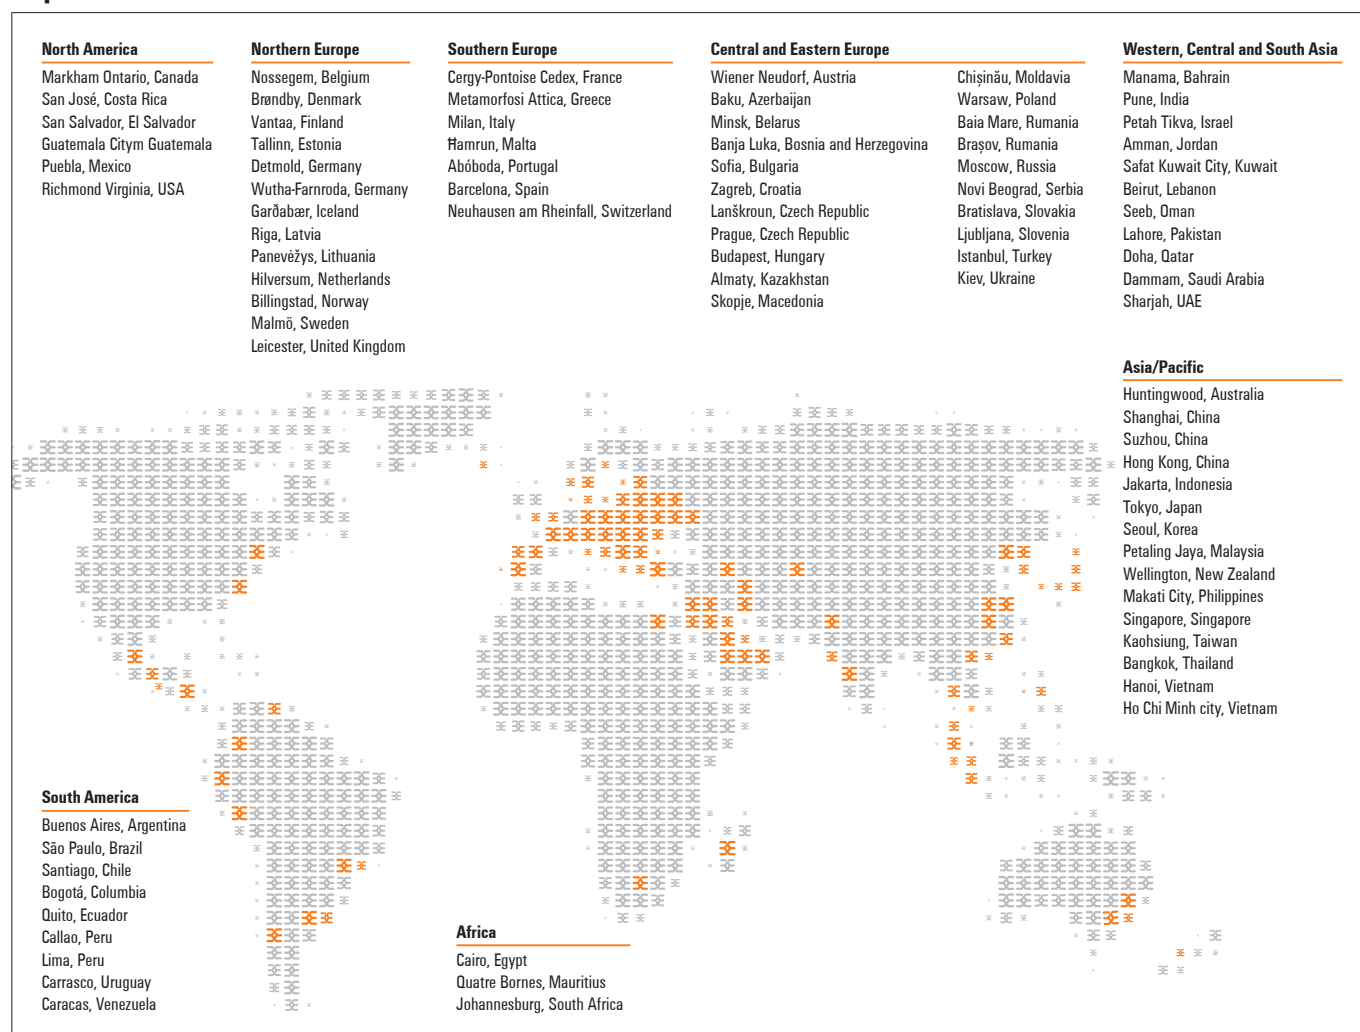 North America
Markham Ontario, Canada
San José, Costa Rica
San Salvador, El Salvador
Guatemala Citym Guatemala
Puebla, Mexico
Richmond Virginia, USA
Northern Europe
Nossegem, Belgium
Brøndby, Denmark
Vantaa, Finland
Tallinn, Estonia
Detmold, Germany
Wutha-Farnroda, Germany
Garðabær, Iceland
Riga, Latvia
Panevėžys, Lithuania
Hilversum, Netherlands
Billingstad, Norway
Malmö, Sweden
Leicester, United Kingdom
Southern Europe
Cergy-Pontoise Cedex, France
Metamorfosi Attica, Greece
Milan, Italy
Ħamrun, Malta
Abóboda, Portugal
Barcelona, Spain
Neuhausen am Rheinfall, Switzerland
Central and Eastern Europe
Wiener Neudorf, Austria
Baku, Azerbaijan
Minsk, Belarus
Banja Luka, Bosnia and Herzegovina
Sofia, Bulgaria
Zagreb, Croatia
Lanškroun, Czech Republic
Prague, Czech Republic
Budapest, Hungary
Almaty, Kazakhstan
Skopje, Macedonia
Chișinău, Moldavia
Warsaw, Poland
Baia Mare, Rumania
Brașov, Rumania
Moscow, Russia
Novi Beograd, Serbia
Bratislava, Slovakia
Ljubljana, Slovenia
Istanbul, Turkey
Kiev, Ukraine
Western, Central and South Asia
Manama, Bahrain
Pune, India
Petah Tikva, Israel
Amman, Jordan
Safat Kuwait City, Kuwait
Beirut, Lebanon
Seeb, Oman
Lahore, Pakistan
Doha, Qatar
Dammam, Saudi Arabia
Sharjah, UAE
Asia/Pacific
Huntingwood, Australia
Shanghai, China
Suzhou, China
Hong Kong, China
Jakarta, Indonesia
Tokyo, Japan
Seoul, Korea
Petaling Jaya, Malaysia
Wellington, New Zealand
Makati City, Philippines
Singapore, Singapore
Kaohsiung, Taiwan
Bangkok, Thailand
Hanoi, Vietnam
Ho Chi Minh city, Vietnam
South America
Buenos Aires, Argentina
São Paulo, Brazil
Santiago, Chile
Bogotá, Columbia
Quito, Ecuador
Callao, Peru
Lima, Peru
Carrasco, Uruguay
Caracas, Venezuela
Africa
Cairo, Egypt
Quatre Bornes, Mauritius
Johannesburg, South Africa